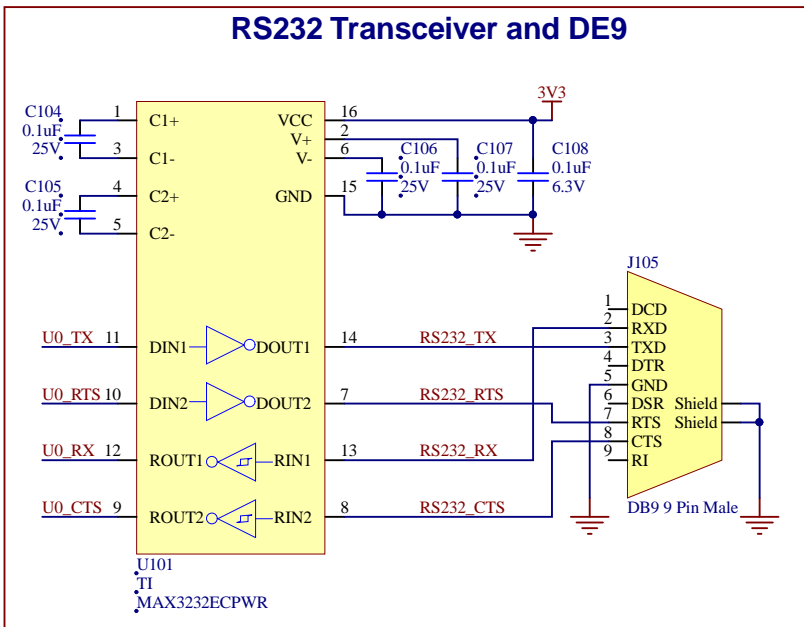 RS232 Transceiver and DE9
3V3
C104
0.1uF
25V
1
3
C1+
C1-
VCC
V+
V-
16
2
6
C106
0.1uF
25V
C107
0.1uF
25V
C108
0.1uF
6.3V
C105
0.1uF
25V
4
5
C2+
C2-
GND
15
J105
1 DCD
2 RXD
3 TXD
4 DTR
5 GND
6 DSR Shield
7 RTS Shield
8 CTS
9 RI
DB9 9 Pin Male
U0_TX 11 DIN1 DOUT1 14 RS232_TX
U0_RTS 10 DIN2 DOUT2 7 RS232_RTS
U0_RX 12 ROUT1 RIN1 13 RS232_RX
U0_CTS 9 ROUT2 RIN2 8 RS232_CTS
U101
TI
MAX3232ECPWR